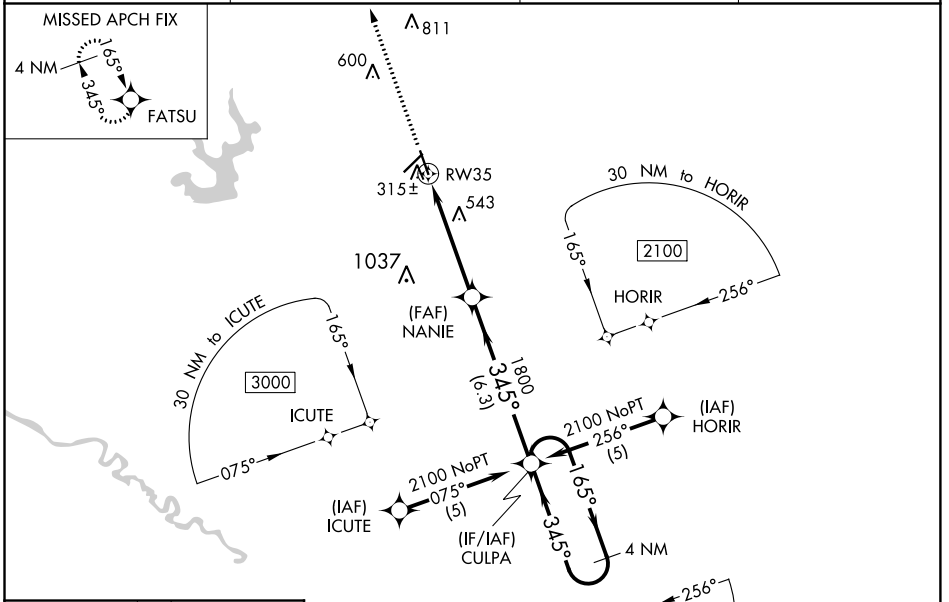 MISSED APCH FIX
165°
4 NM
345°
FATSU
811
600
RW35
315±
543
30 NM to HORIR
165°
2100
HORIR
256°
1037
(FAF)
NANIE
30 NM to ICUTE
165°
3000
ICUTE
075°
1800
345°
(6.3)
2100 NoPT
256°
(5)
(IAF)
HORIR
2100 NoPT
075°
(5)
(IAF)
ICUTE
(IF/IAF)
CULPA
165°
345°
4 NM
256°